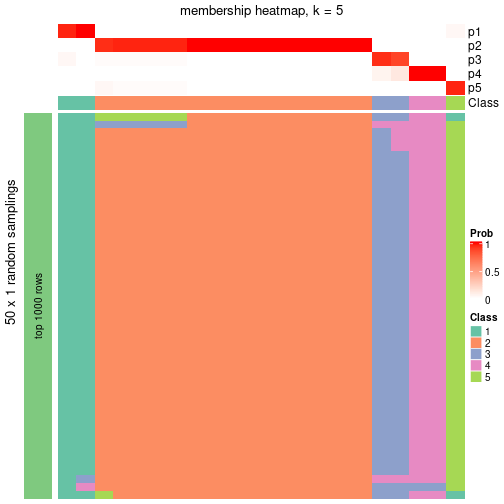 membership heatmap, k = 5
p1
p2
p3
p4
p5
Class
50 x 1 random samplings
top 1000 rows
Prob
1
0.5
0
Class
1
2
3
4
5